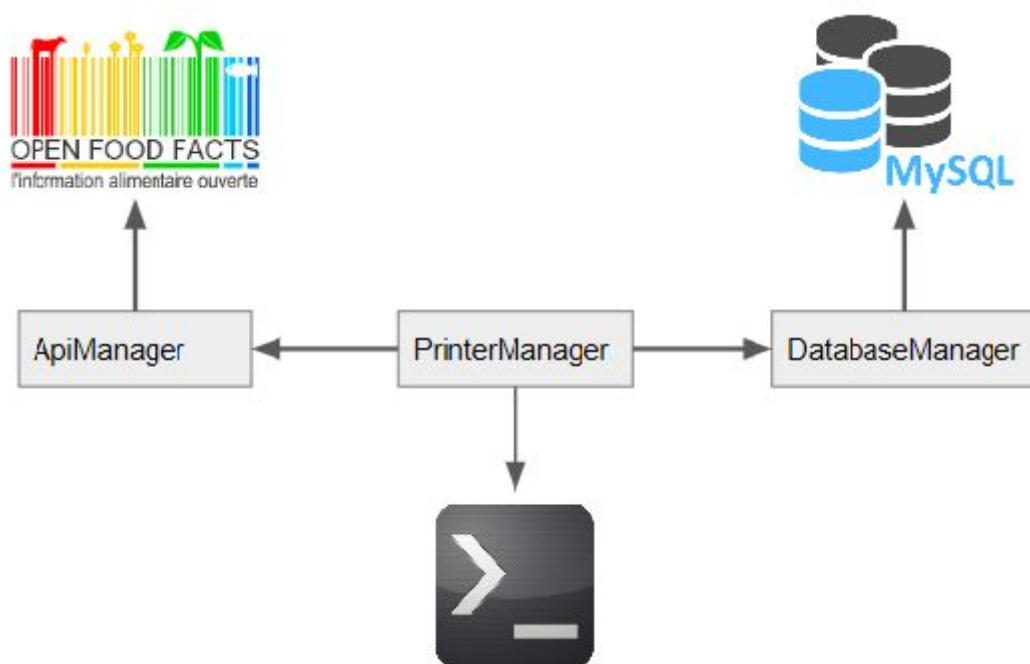 OPEN FOOD FACTS
l'information alimentaire ouverte
MySQL
ApiManager
PrinterManager
DatabaseManager
>_